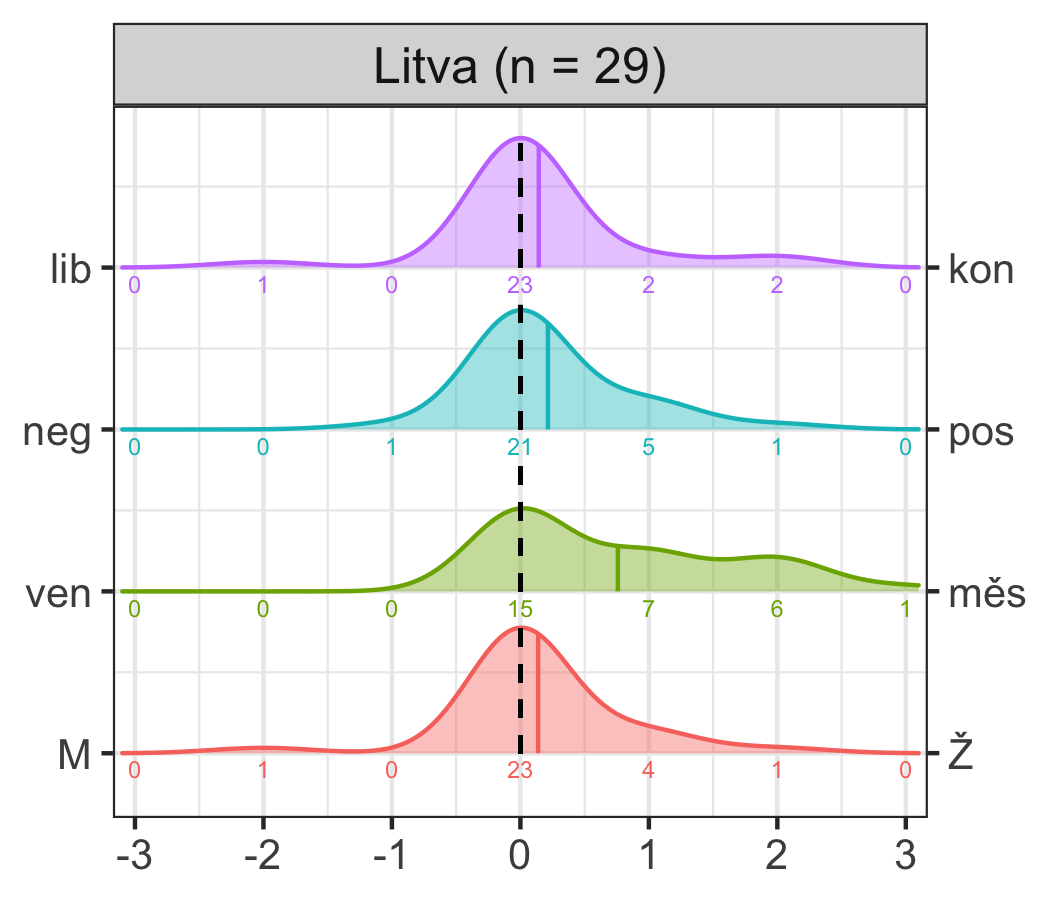 Litva (n = 29)
lib kon
0 1 0 23 2 2 0
neg pos
0 0 1 21 5 1 0
ven měs
0 0 0 15 7 6 1
M Ž
0 1 0 23 4 1 0
-3 -2 -1 0 1 2 3